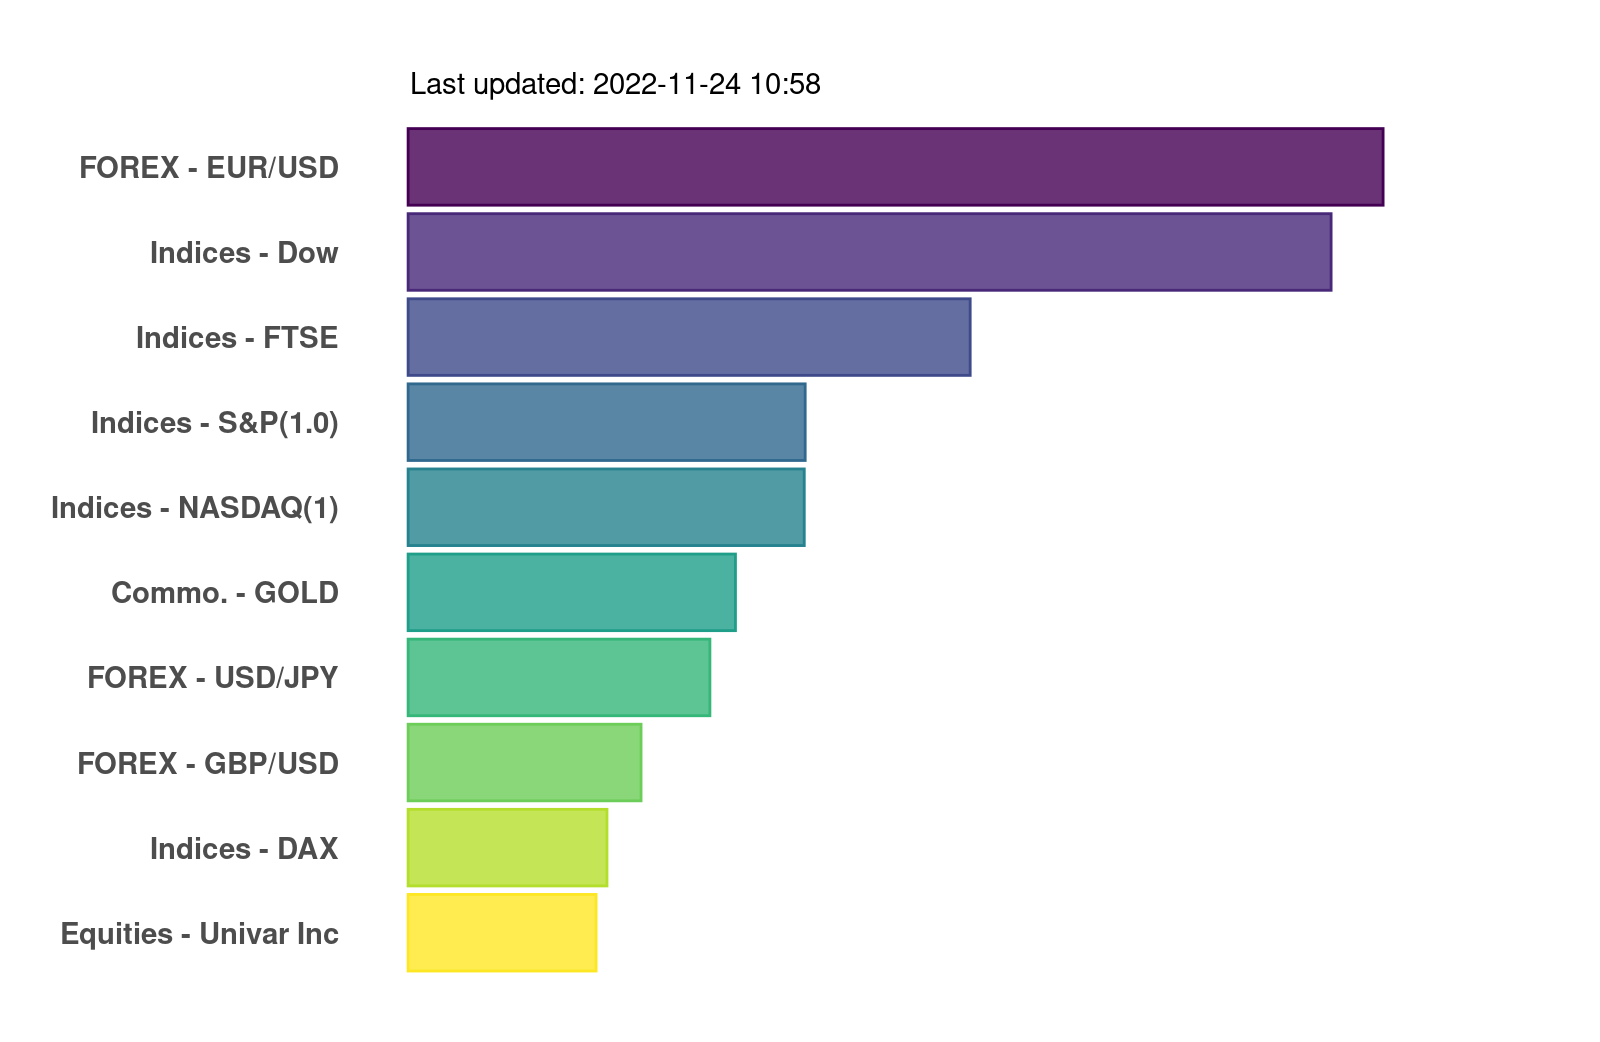 Last updated: 2022-11-24 10:58
FOREX - EUR/USD
Indices - Dow
Indices - FTSE
Indices - S&P(1.0)
Indices - NASDAQ(1)
Commo. - GOLD
FOREX - USD/JPY
FOREX - GBP/USD
Indices - DAX
Equities - Univar Inc